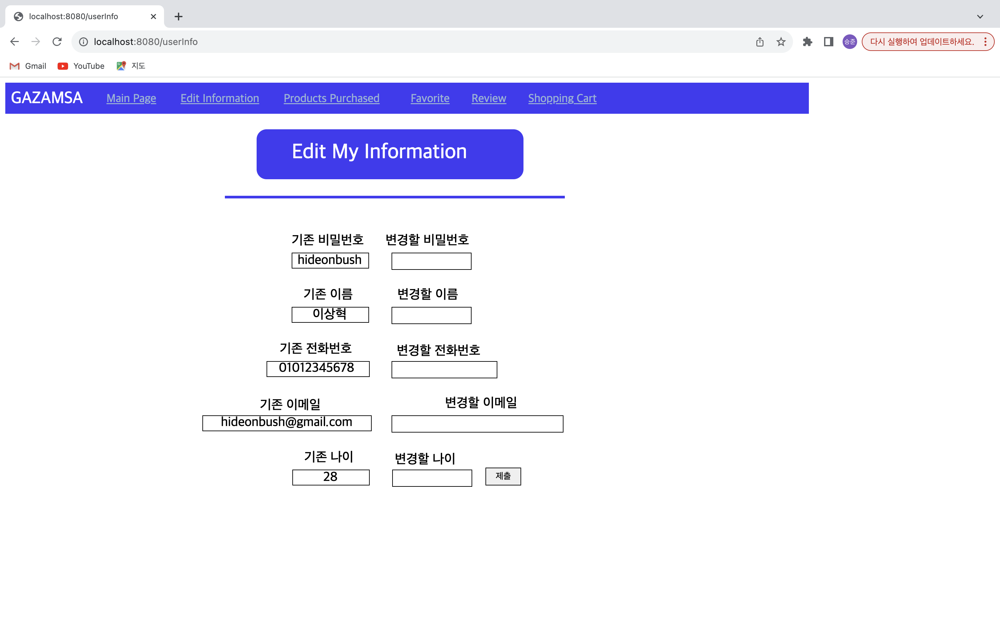 localhost:8080/userInfo
localhost:8080/userInfo
승준
다시 실행하여 업데이트하세요.
Gmail YouTube 지도
GAZAMSA Main Page Edit Information Products Purchased Favorite Review Shopping Cart
Edit My Information
기존 비밀번호 변경할 비밀번호
hideonbush
기존 이름 변경할 이름
이상혁
기존 전화번호 변경할 전화번호
01012345678
기존 이메일 변경할 이메일
hideonbush@gmail.com
기존 나이 변경할 나이
28 제출